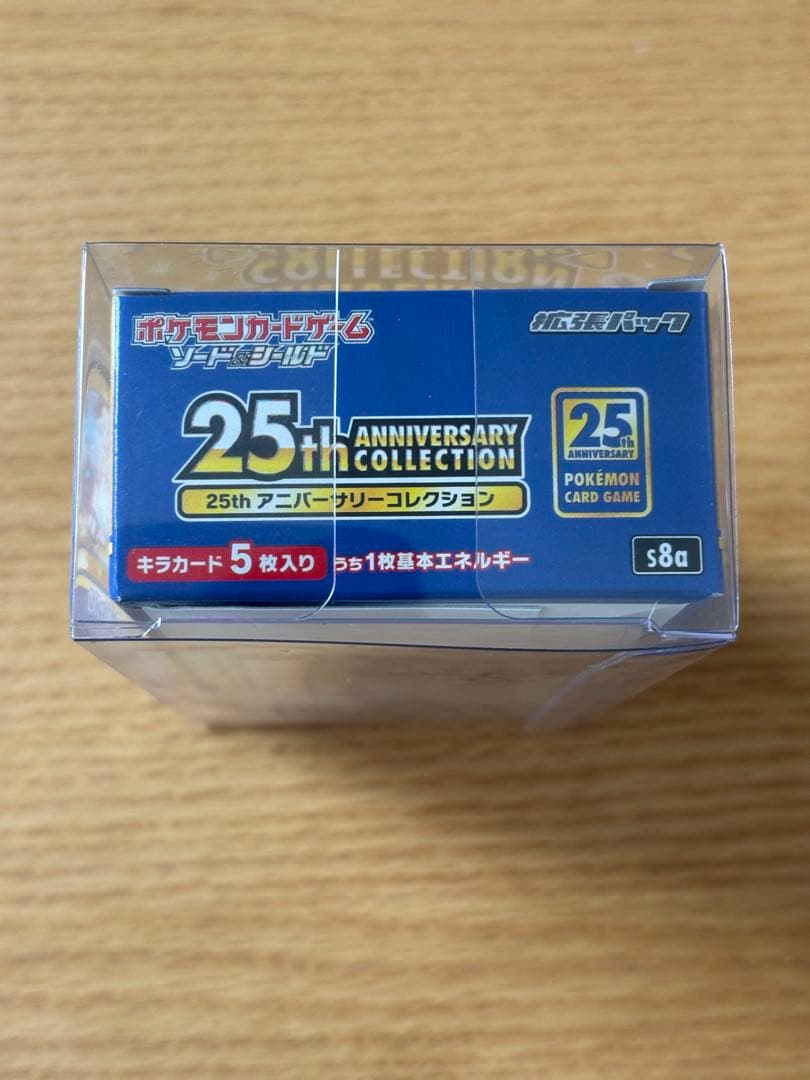 COLLECTION
ポケモンカードゲーム
ソード&シールド
拡張パック
25th ANNIVERSARY COLLECTION
25th アニバーサリーコレクション
25th ANNIVERSARY
POKÉMON
CARD GAME
キラカード5枚入り うち1枚基本エネルギー
s8a